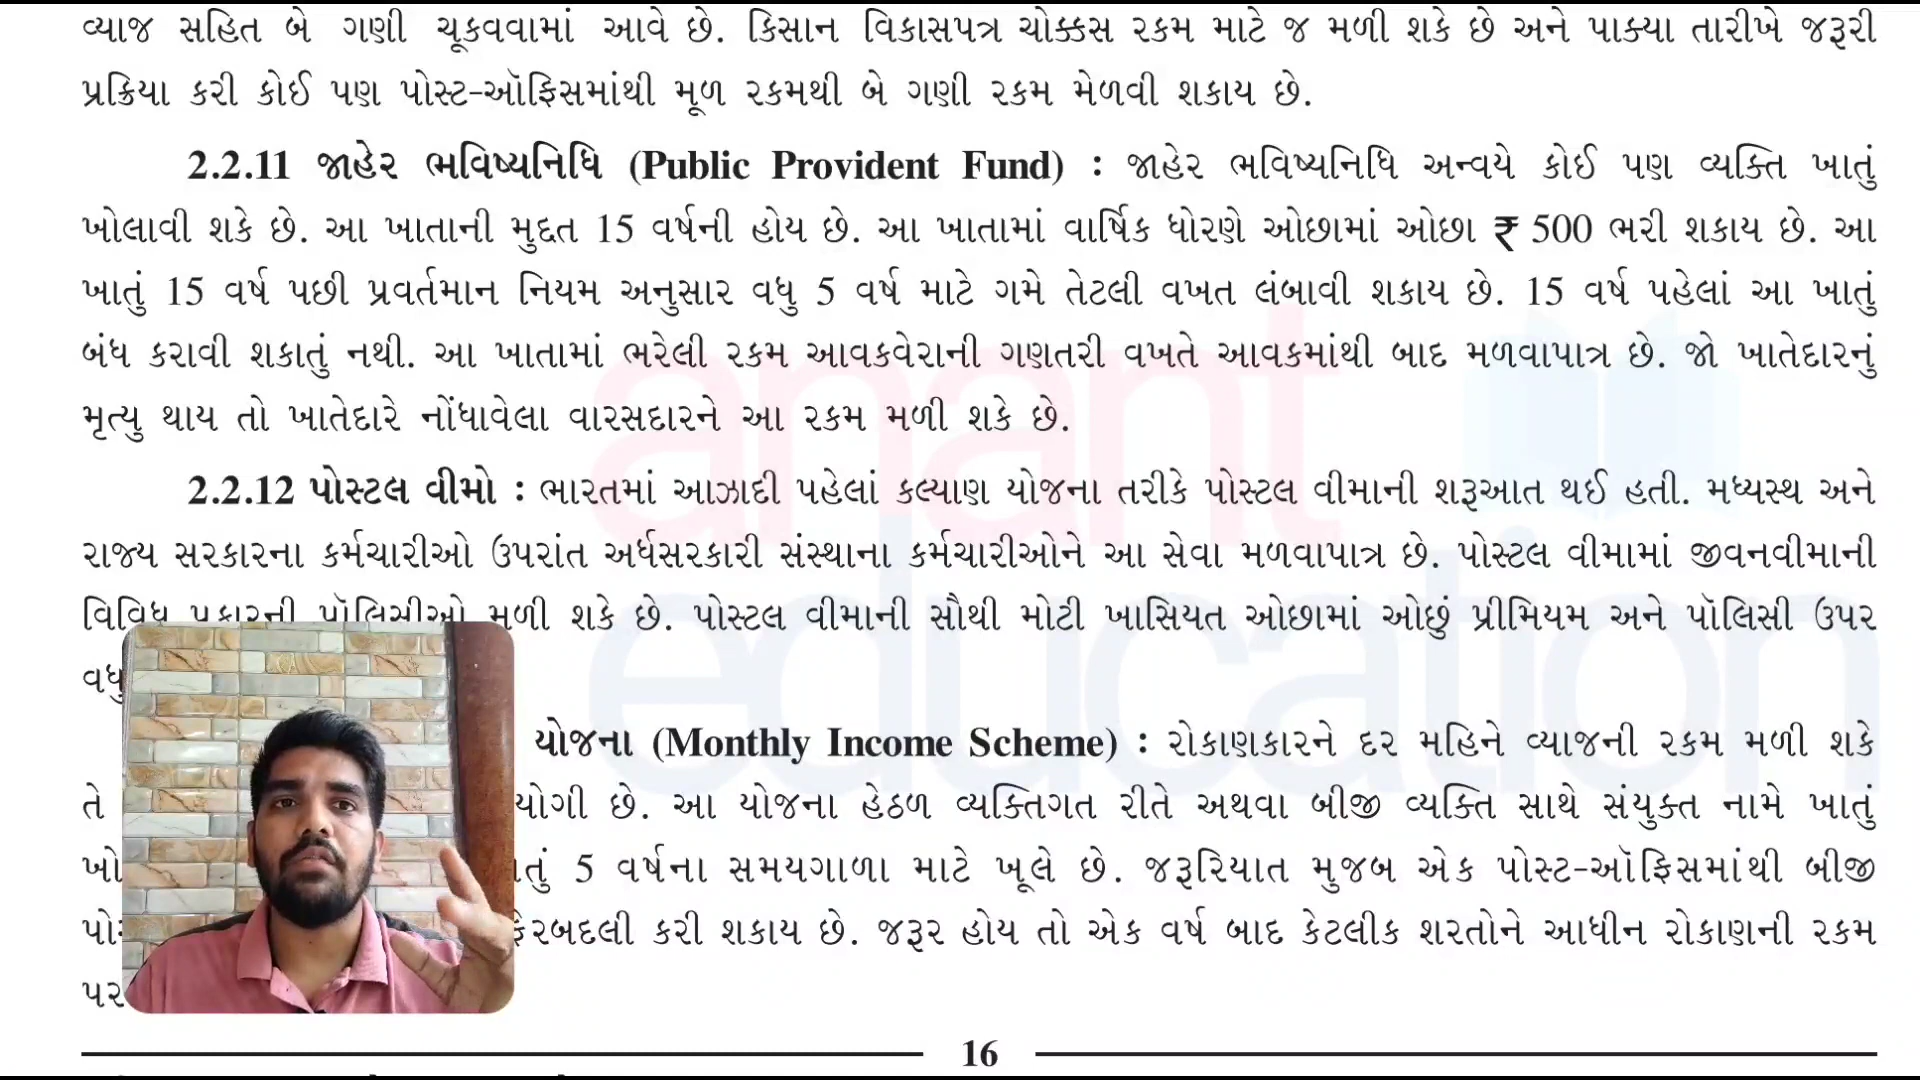 વ્યાજ સહિત બે ગણી ચૂકવવામાં આવે છે. કિસાન વિકાસપત્ર ચોક્કસ રકમ માટે જ મળી શકે છે અને પાક્યા તારીખે જરૂરી
પ્રક્રિયા કરી કોઈ પણ પોસ્ટ-ઑફિસમાંથી મૂળ રકમથી બે ગણી રકમ મેળવી શકાય છે.
2.2.11 જાહેર ભવિષ્યનિધિ (Public Provident Fund) : જાહેર ભવિષ્યનિધિ અન્વયે કોઈ પણ વ્યક્તિ ખાતું
ખોલાવી શકે છે. આ ખાતાની મુદ્દત 15 વર્ષની હોય છે. આ ખાતામાં વાર્ષિક ધોરણે ઓછામાં ઓછા ₹ 500 ભરી શકાય છે. આ
ખાતું 15 વર્ષ પછી પ્રવર્તમાન નિયમ અનુસાર વધુ 5 વર્ષ માટે ગમે તેટલી વખત લંબાવી શકાય છે. 15 વર્ષ પહેલાં આ ખાતું
બંધ કરાવી શકાતું નથી. આ ખાતામાં ભરેલી રકમ આવકવેરાની ગણતરી વખતે આવકમાંથી બાદ મળવાપાત્ર છે. જો ખાતેદારનું
મૃત્યુ થાય તો ખાતેદારે નોંધાવેલા વારસદારને આ રકમ મળી શકે છે.
anant
education
2.2.12 પોસ્ટલ વીમો : ભારતમાં આઝાદી પહેલાં કલ્યાણ યોજના તરીકે પોસ્ટલ વીમાની શરૂઆત થઈ હતી. મધ્યસ્થ અને
રાજ્ય સરકારના કર્મચારીઓ ઉપરાંત અર્ધસરકારી સંસ્થાના કર્મચારીઓને આ સેવા મળવાપાત્ર છે. પોસ્ટલ વીમામાં જીવનવીમાની
વિવિધ પ્રકારની પૉલિસીઓ મળી શકે છે. પોસ્ટલ વીમાની સૌથી મોટી ખાસિયત ઓછામાં ઓછું પ્રીમિયમ અને પૉલિસી ઉપર
વધુ
યોજના (Monthly Income Scheme) : રોકાણકારને દર મહિને વ્યાજની રકમ મળી શકે
તે છે. આ યોજના હેઠળ વ્યક્તિગત રીતે અથવા બીજી વ્યક્તિ સાથે સંયુક્ત નામે ખાતું
5 વર્ષના સમયગાળા માટે ખૂલે છે. જરૂરિયાત મુજબ એક પોસ્ટ-ઑફિસમાંથી બીજી
ફેરબદલી કરી શકાય છે. જરૂર હોય તો એક વર્ષ બાદ કેટલીક શરતોને આધીન રોકાણની રકમ
16